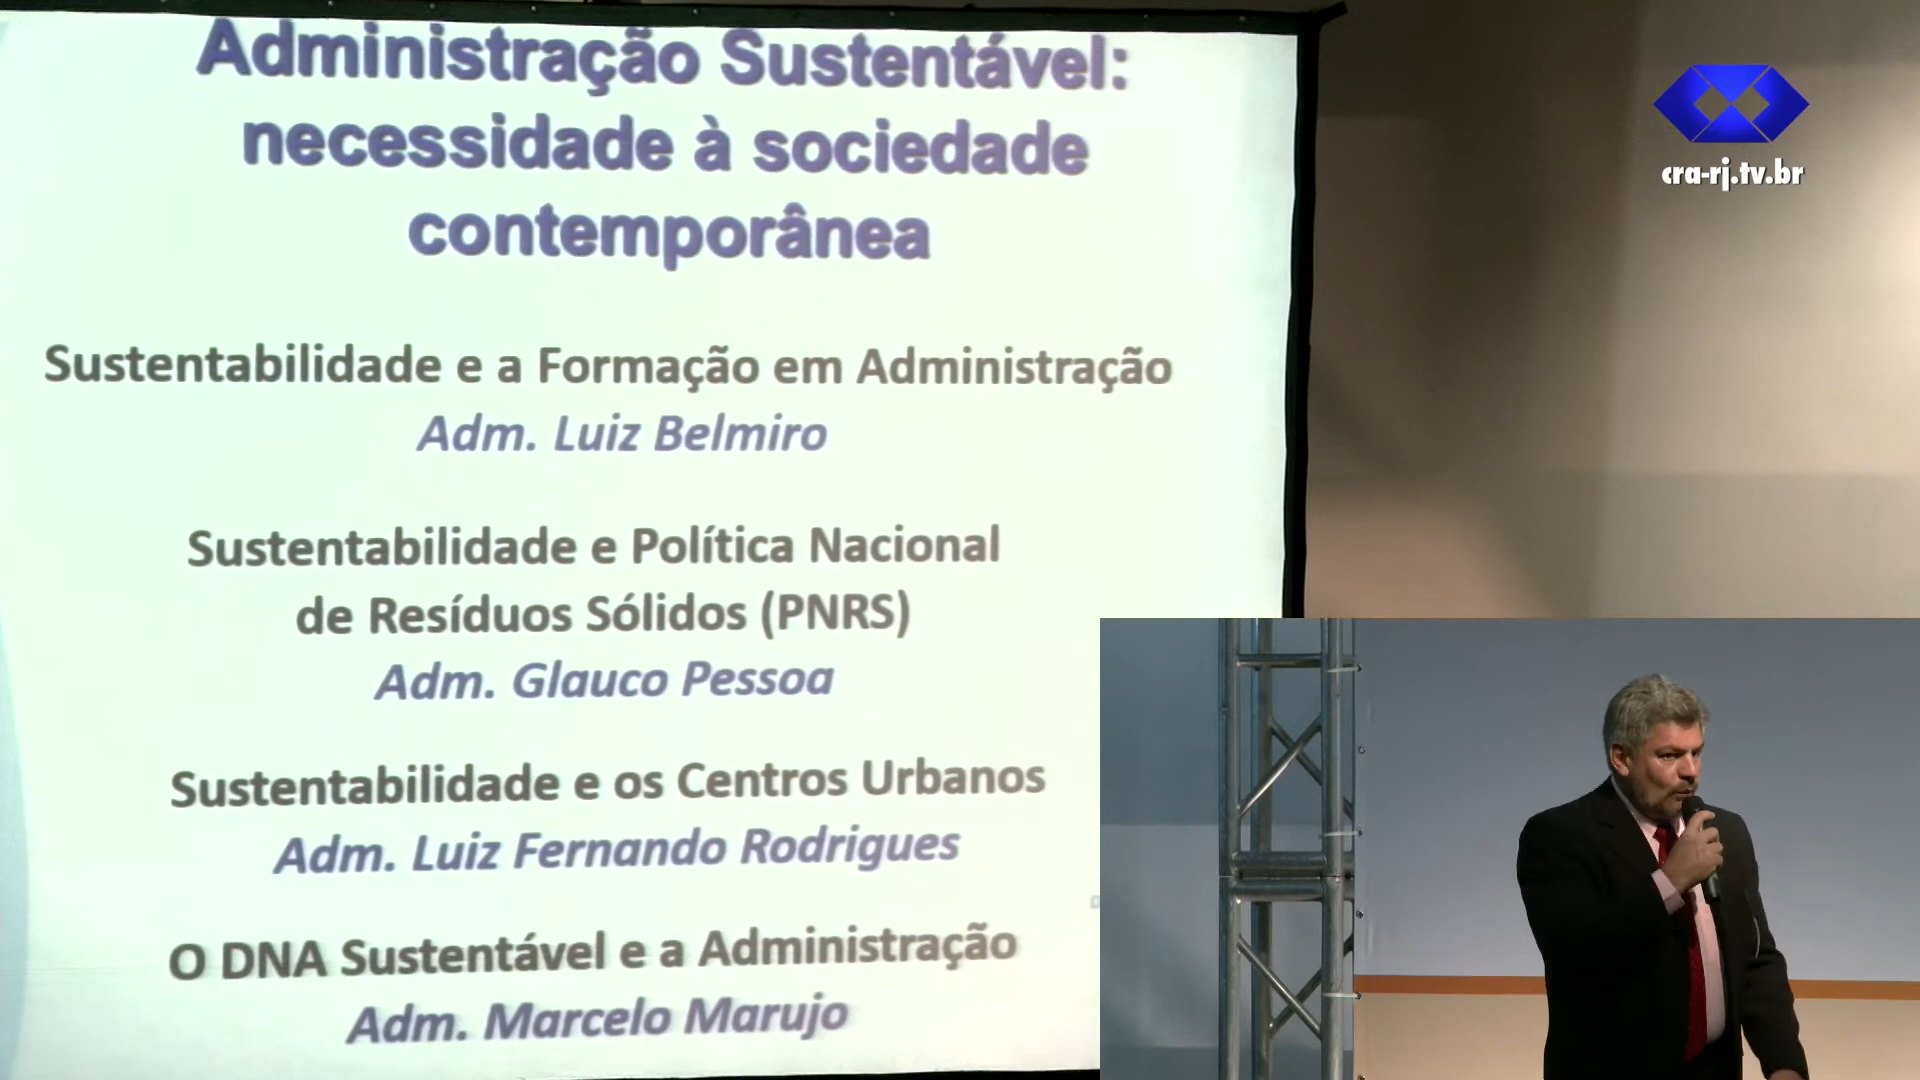 Administração Sustentável:
necessidade à sociedade
contemporânea
Sustentabilidade e a Formação em Administração
Adm. Luiz Belmiro
Sustentabilidade e Política Nacional
de Resíduos Sólidos (PNRS)
Adm. Glauco Pessoa
Sustentabilidade e os Centros Urbanos
Adm. Luiz Fernando Rodrigues
O DNA Sustentável e a Administração
Adm. Marcelo Marujo
cra-rj.tv.br